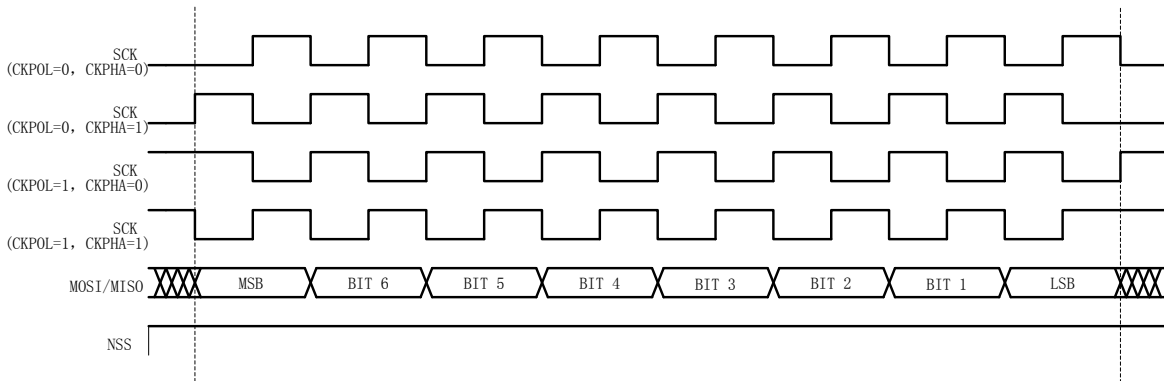 SCK
(CKPOL=0, CKPHA=0)
SCK
(CKPOL=0, CKPHA=1)
SCK
(CKPOL=1, CKPHA=0)
SCK
(CKPOL=1, CKPHA=1)
MOSI/MISO MSB BIT 6 BIT 5 BIT 4 BIT 3 BIT 2 BIT 1 LSB
NSS